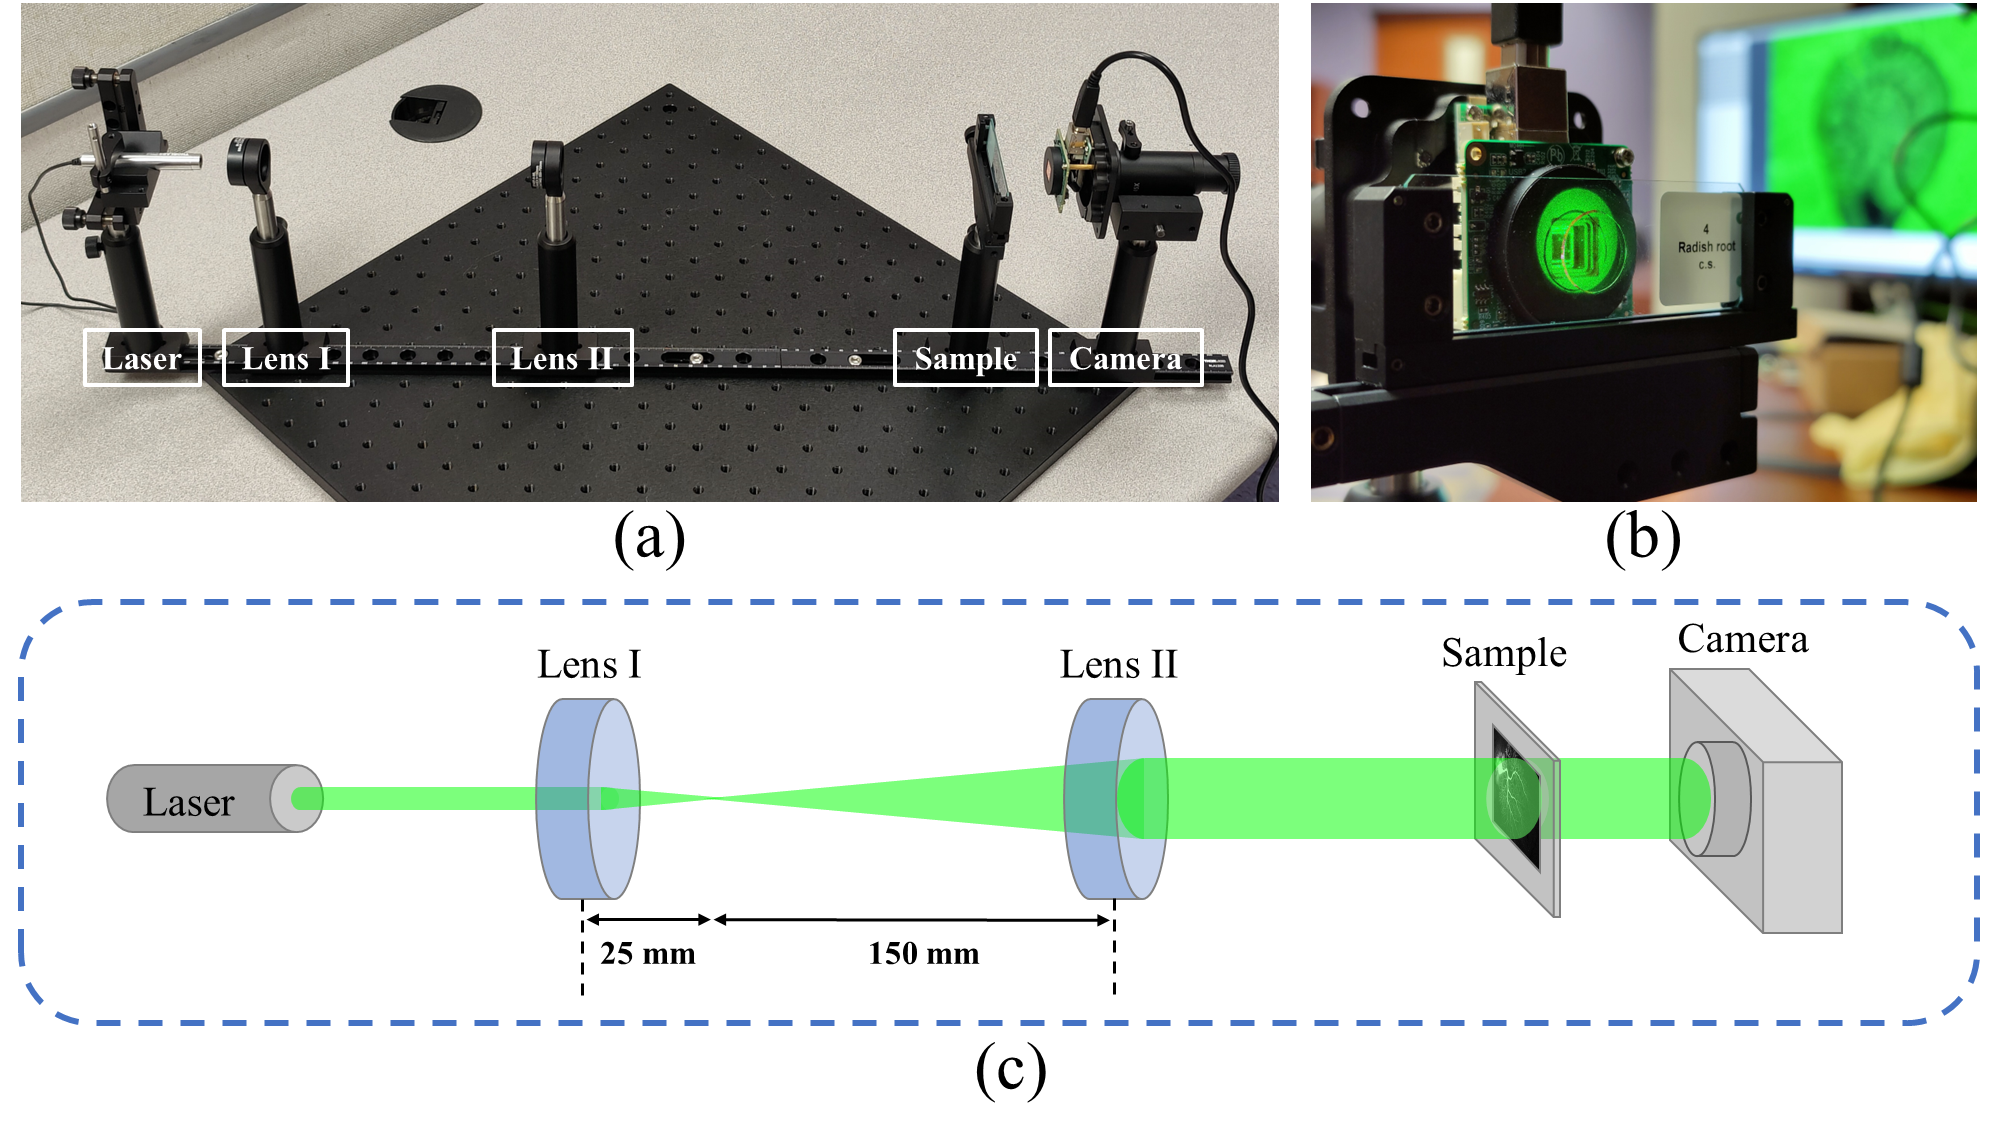 Laser
Lens I
Lens II
Sample
Camera
4
Radish root
c.s.
(a)
(b)
Lens I
Lens II
Sample
Camera
Laser
25 mm
150 mm
(c)